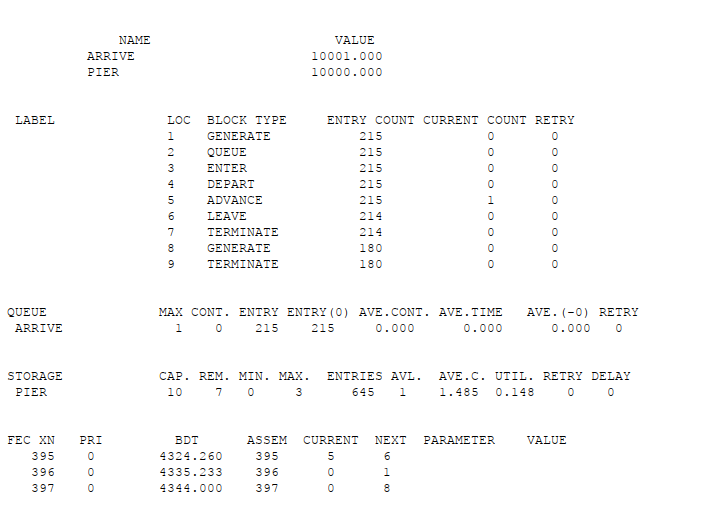 NAME VALUE
ARRIVE 10001.000
PIER 10000.000
LABEL LOC BLOCK TYPE ENTRY COUNT CURRENT COUNT RETRY
1 GENERATE 215 0 0
2 QUEUE 215 0 0
3 ENTER 215 0 0
4 DEPART 215 0 0
5 ADVANCE 215 1 0
6 LEAVE 214 0 0
7 TERMINATE 214 0 0
8 GENERATE 180 0 0
9 TERMINATE 180 0 0
QUEUE MAX CONT. ENTRY ENTRY(0) AVE.CONT. AVE.TIME AVE.(-0) RETRY
ARRIVE 1 0 215 215 0.000 0.000 0.000 0
STORAGE CAP. REM. MIN. MAX. ENTRIES AVL. AVE.C. UTIL. RETRY DELAY
PIER 10 7 0 3 645 1 1.485 0.148 0 0
FEC XN PRI BDT ASSEM CURRENT NEXT PARAMETER VALUE
395 0 4324.260 395 5 6
396 0 4335.233 396 0 1
397 0 4344.000 397 0 8